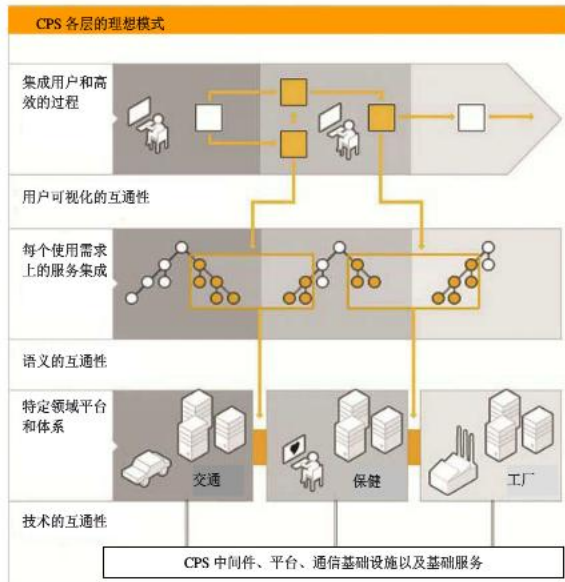 CPS 各层的理想模式
集成用户和高
效的过程
用户可视化的互通性
每个使用需求
上的服务集成
语义的互通性
特定领域平台
和体系
交通
保健
工厂
技术的互通性
CPS 中间件、平台、通信基础设施以及基础服务